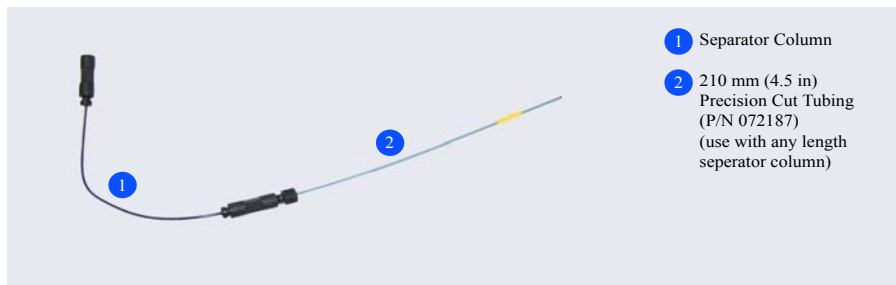 1 Separator Column
2 210 mm (4.5 in)
Precision Cut Tubing
(P/N 072187)
(use with any length
seperator column)
1
2